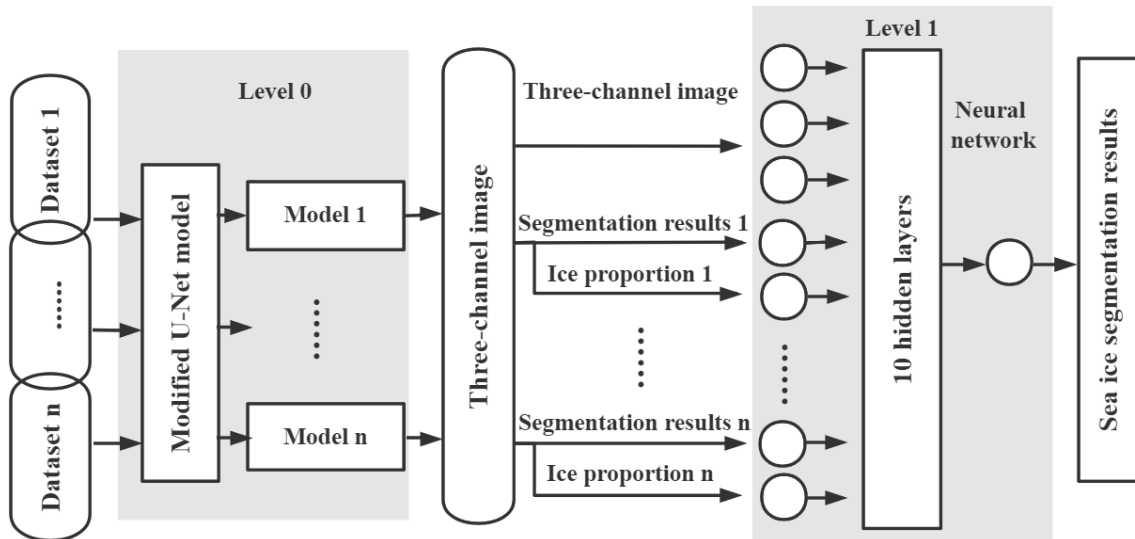 Dataset 1
......
Dataset n
Level 0
Modified U-Net model
Model 1
......
Model n
Three-channel image
Three-channel image
Segmentation results 1
Ice proportion 1
......
Segmentation results n
Ice proportion n
Level 1
......
10 hidden layers
Neural
network
Sea ice segmentation results